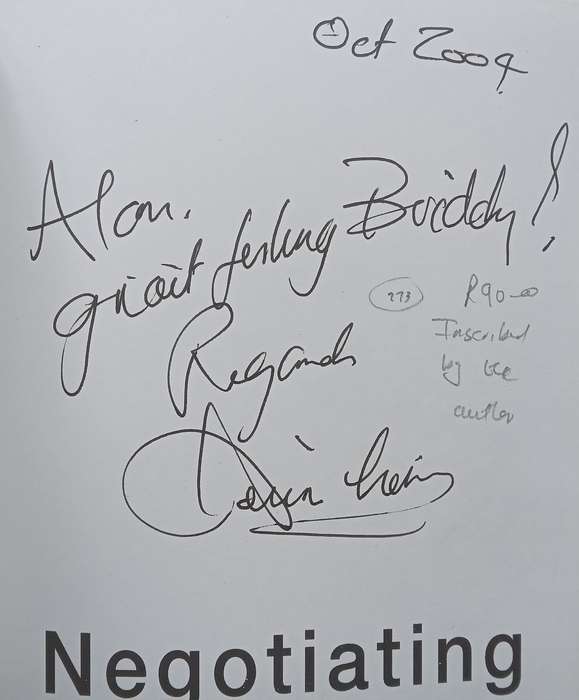 Oct 2004
Alan.
great feeling Buddy!
273
R90-00
Inscribed
by the
author
Regards
Negotiating